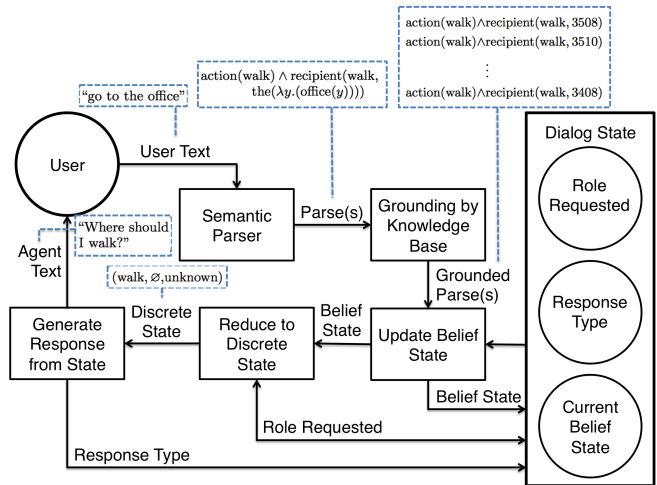 action(walk)∧recipient(walk, 3508)
action(walk)∧recipient(walk, 3510)
⋮
action(walk)∧recipient(walk, 3408)
action(walk) ∧ recipient(walk,
the(λy.(office(y))))
“go to the office”
User
User Text
Semantic
Parser
Parse(s)
Grounding by
Knowledge
Base
Grounded
Parse(s)
Dialog State
Role
Requested
Response
Type
Current
Belief
State
“Where should
I walk?”
Agent
Text
(walk, ∅,unknown)
Generate
Response
from State
Discrete
State
Reduce to
Discrete
State
Belief
State
Update Belief
State
Belief State
Role Requested
Response Type